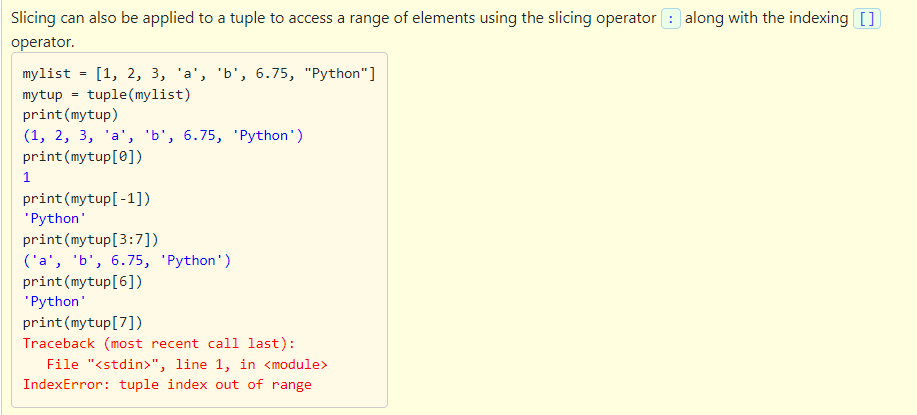 Slicing can also be applied to a tuple to access a range of elements using the slicing operator : along with the indexing []
operator.
mylist = [1, 2, 3, 'a', 'b', 6.75, "Python"]
mytup = tuple(mylist)
print(mytup)
(1, 2, 3, 'a', 'b', 6.75, 'Python')
print(mytup[0])
1
print(mytup[-1])
'Python'
print(mytup[3:7])
('a', 'b', 6.75, 'Python')
print(mytup[6])
'Python'
print(mytup[7])
Traceback (most recent call last):
   File "<stdin>", line 1, in <module>
IndexError: tuple index out of range